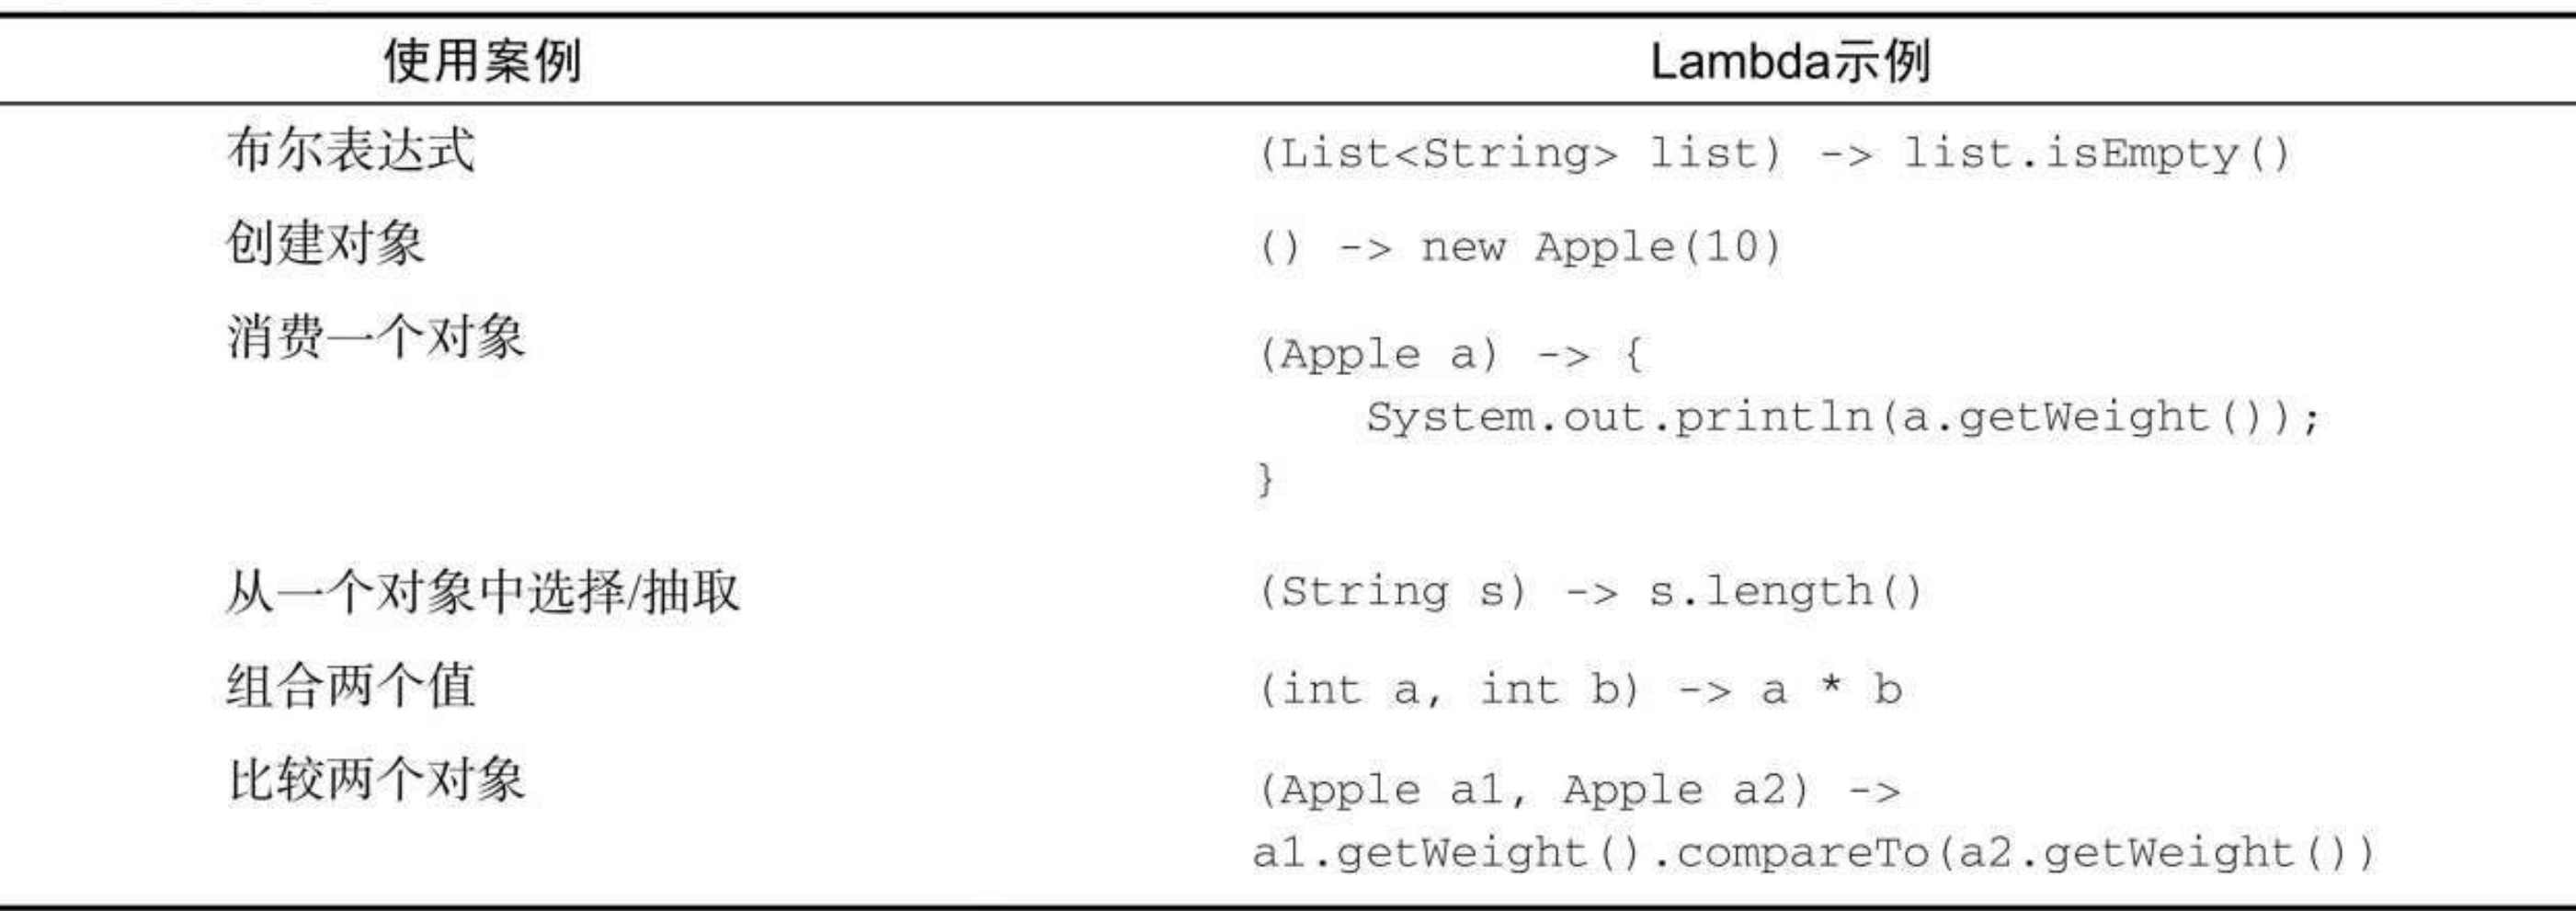 使用案例 Lambda示例
布尔表达式 (List<String> list) -> list.isEmpty()
创建对象 () -> new Apple(10)
消费一个对象 (Apple a) -> {
System.out.println(a.getWeight());
}
从一个对象中选择/抽取 (String s) -> s.length()
组合两个值 (int a, int b) -> a * b
比较两个对象 (Apple a1, Apple a2) ->
a1.getWeight().compareTo(a2.getWeight())